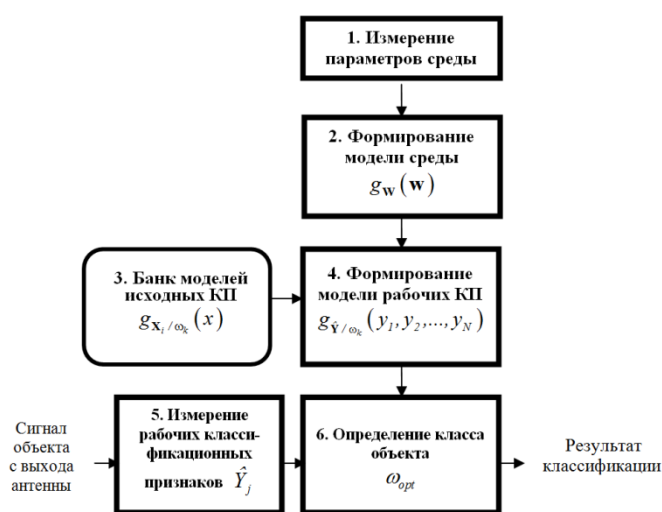 1. Измерение
параметров среды
2. Формирование
модели среды
g_W(w)
3. Банк моделей
исходных КП
g_{X_i/ω_k}(x)
4. Формирование
модели рабочих КП
g_{Ŷ/ω_k}(y_1, y_2, ..., y_N)
Сигнал
объекта
с выхода
антенны
5. Измерение
рабочих класси-
фикационных
признаков Ŷ_j
6. Определение класса
объекта
ω_{opt}
Результат
классификации